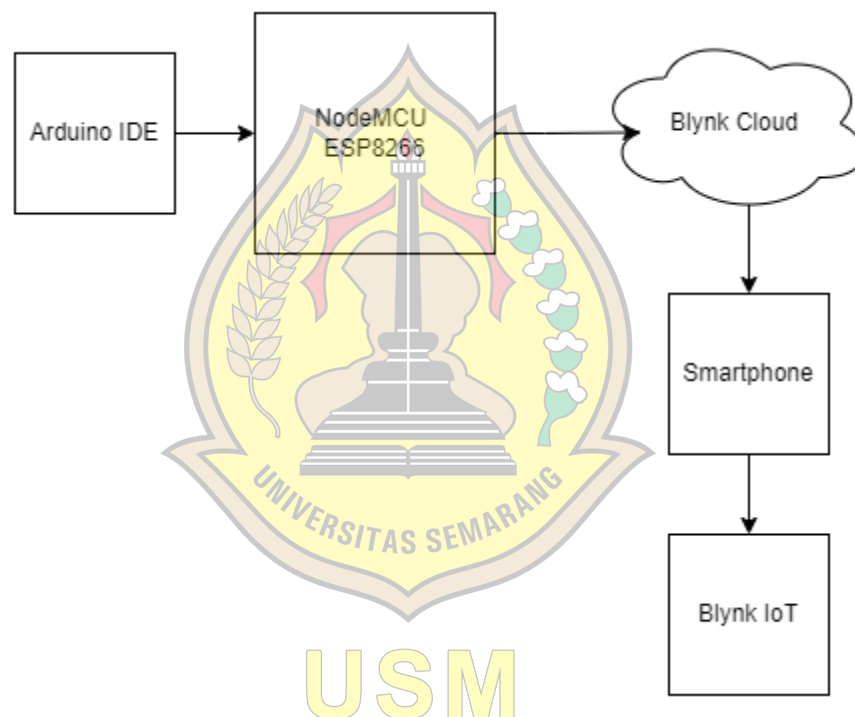 Arduino IDE
NodeMCU
ESP8266
Blynk Cloud
Smartphone
Blynk IoT
UNIVERSITAS SEMARANG
USM